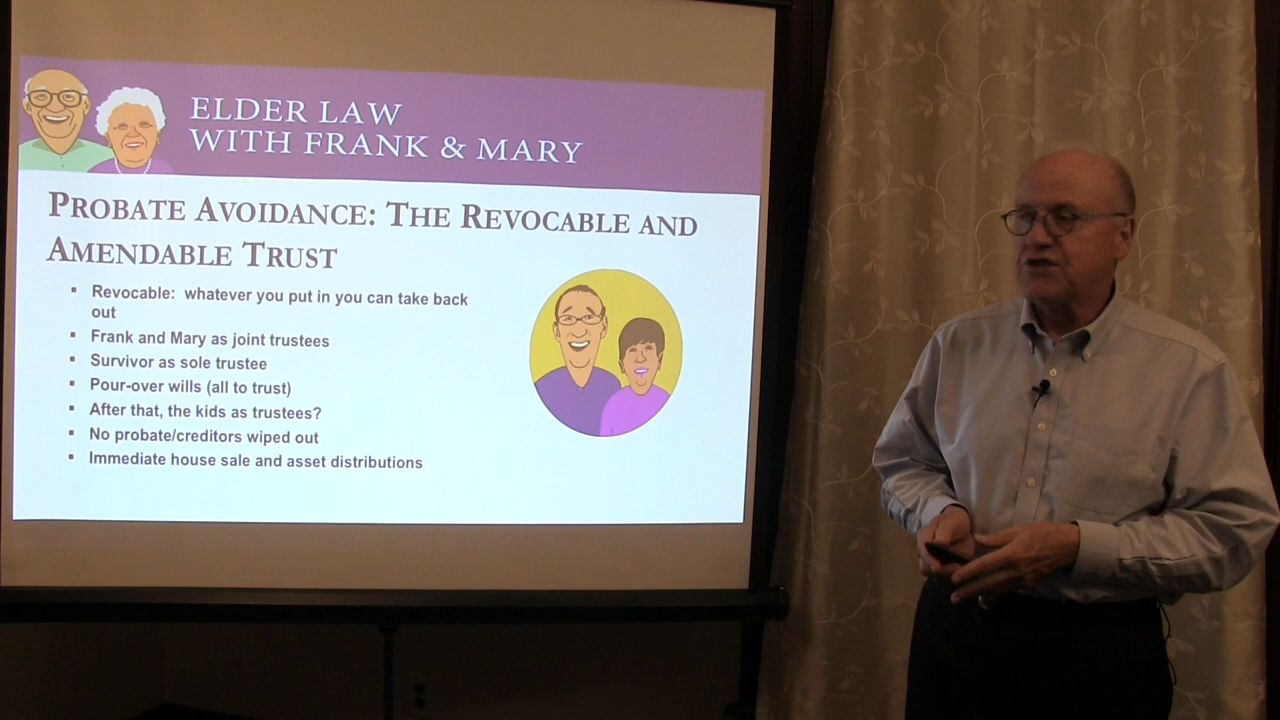 ELDER LAW
WITH FRANK & MARY
PROBATE AVOIDANCE: THE REVOCABLE AND
AMENDABLE TRUST
▪ Revocable: whatever you put in you can take back
out
▪ Frank and Mary as joint trustees
▪ Survivor as sole trustee
▪ Pour-over wills (all to trust)
▪ After that, the kids as trustees?
▪ No probate/creditors wiped out
▪ Immediate house sale and asset distributions